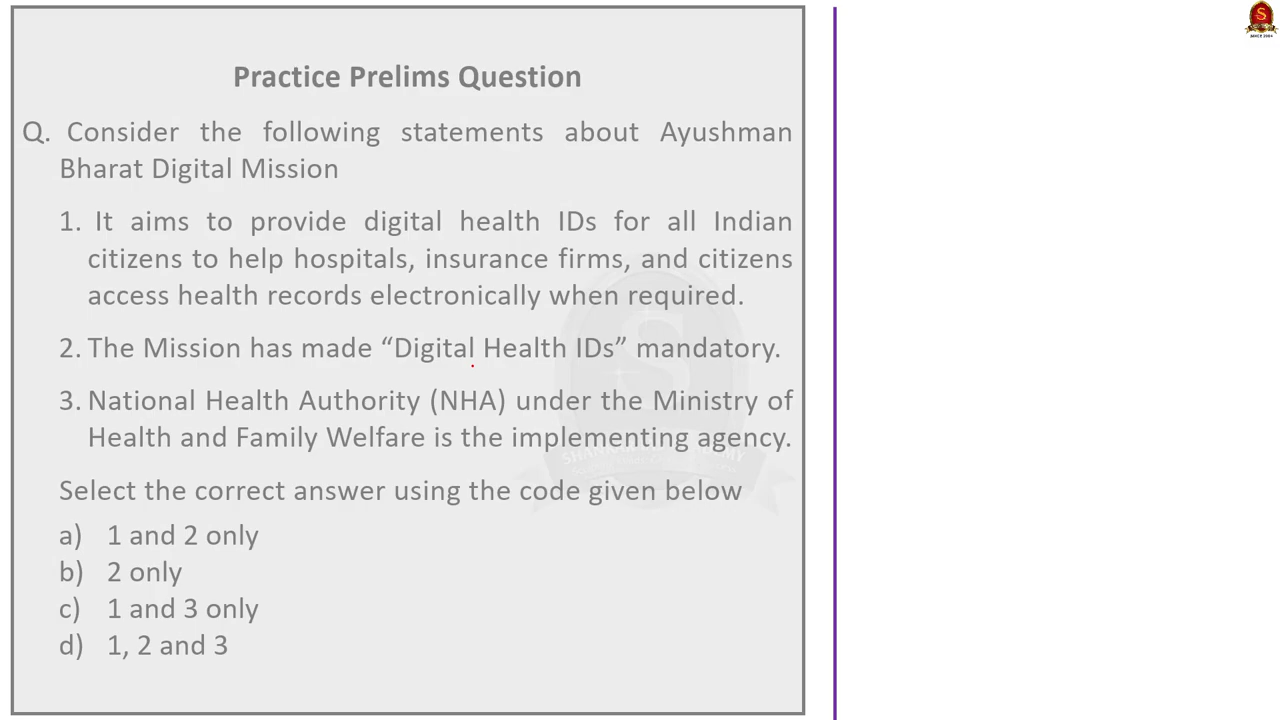 Practice Prelims Question
Q. Consider the following statements about Ayushman
Bharat Digital Mission
1. It aims to provide digital health IDs for all Indian
citizens to help hospitals, insurance firms, and citizens
access health records electronically when required.
2. The Mission has made “Digital Health IDs” mandatory.
3. National Health Authority (NHA) under the Ministry of
Health and Family Welfare is the implementing agency.
Select the correct answer using the code given below
a) 1 and 2 only
b) 2 only
c) 1 and 3 only
d) 1, 2 and 3
S
SINCE 2004